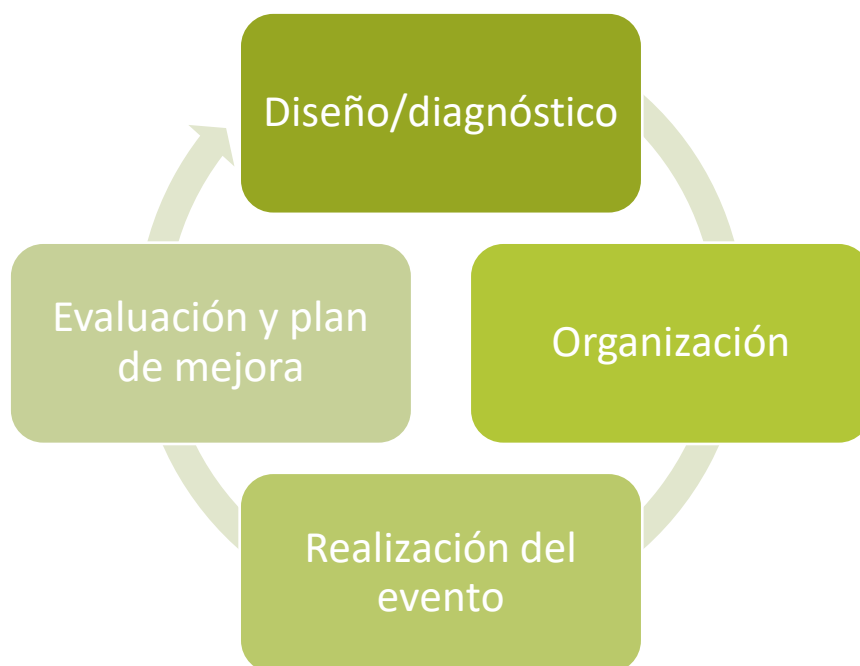 Diseño/diagnóstico
Organización
Realización del
evento
Evaluación y plan
de mejora